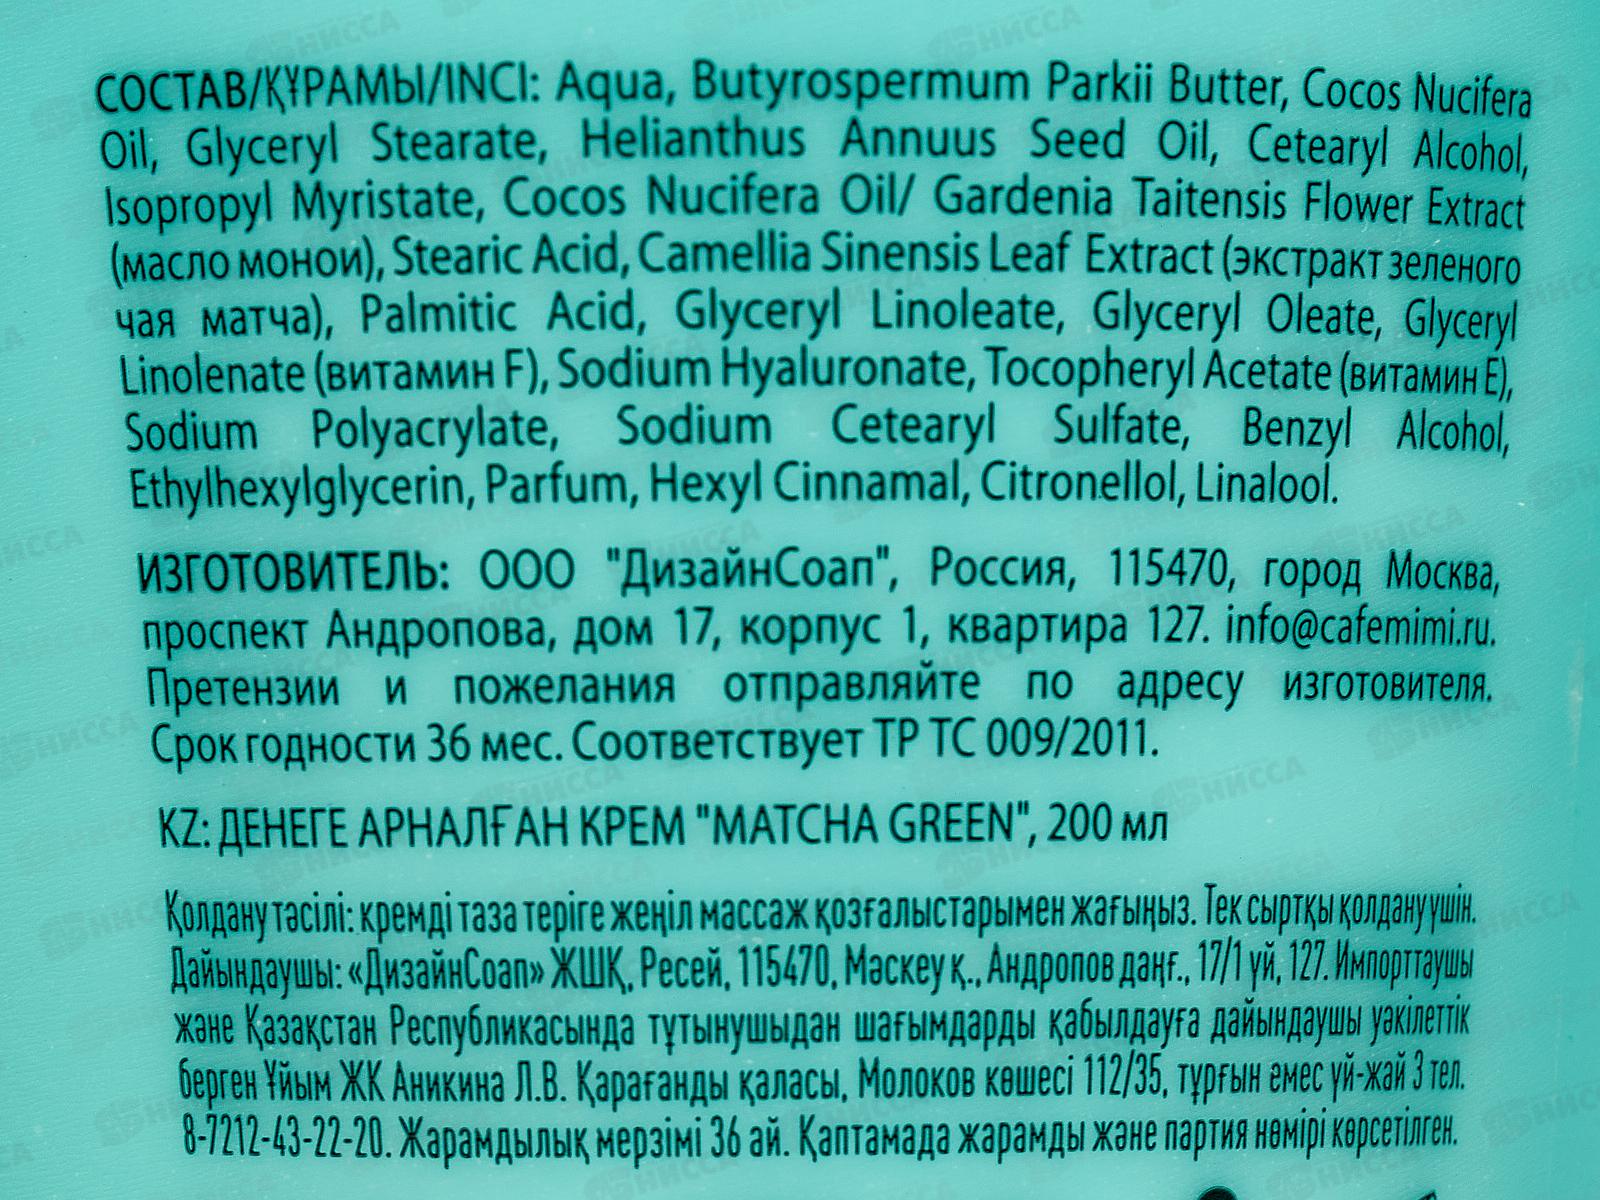 СОСТАВ/ҚҰРАМЫ/INCI: Aqua, Butyrospermum Parkii Butter, Cocos Nucifera
Oil, Glyceryl Stearate, Helianthus Annuus Seed Oil, Cetearyl Alcohol,
Isopropyl Myristate, Cocos Nucifera Oil/ Gardenia Taitensis Flower Extract
(масло монои), Stearic Acid, Camellia Sinensis Leaf Extract (экстракт зеленого
чая матча), Palmitic Acid, Glyceryl Linoleate, Glyceryl Oleate, Glyceryl
Linolenate (витамин F), Sodium Hyaluronate, Tocopheryl Acetate (витамин E),
Sodium Polyacrylate, Sodium Cetearyl Sulfate, Benzyl Alcohol,
Ethylhexylglycerin, Parfum, Hexyl Cinnamal, Citronellol, Linalool.
ИЗГОТОВИТЕЛЬ: ООО "ДизайнСоап", Россия, 115470, город Москва,
проспект Андропова, дом 17, корпус 1, квартира 127. info@cafemimi.ru.
Претензии и пожелания отправляйте по адресу изготовителя.
Срок годности 36 мес. Соответствует ТР ТС 009/2011.
KZ: ДЕНЕГЕ АРНАЛҒАН КРЕМ "MATCHA GREEN", 200 мл
Қолдану тәсілі: кремді таза теріге жеңіл массаж қозғалыстарымен жағыңыз. Тек сыртқы қолдану үшін.
Дайындаушы: «ДизайнСоап» ЖШҚ, Ресей, 115470, Мәскеу қ., Андропов даңғ., 17/1 үй, 127. Импорттаушы
және Қазақстан Республикасында тұтынушыдан шағымдарды қабылдауға дайындаушы уәкілеттік
берген Ұйым ЖК Аникина Л.В. Қарағанды қаласы, Молоков көшесі 112/35, тұрғын емес үй-жай 3 тел.
8-7212-43-22-20. Жарамдылық мерзімі 36 ай. Қаптамада жарамды және партия нөмірі көрсетілген.